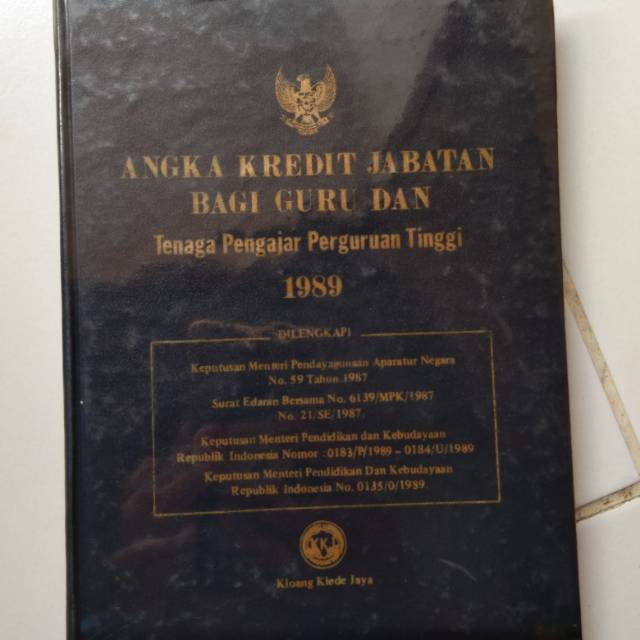 ANGKA KREDIT JABATAN
BAGI GURU DAN
Tenaga Pengajar Perguruan Tinggi
1989
DILENGKAPI
Keputusan Menteri Pendayagunaan Aparatur Negara
No. 59 Tahun 1987
Surat Edaran Bersama No. 6139/MPK/1987
No. 21/SE/1987.
Keputusan Menteri Pendidikan dan Kebudayaan
Republik Indonesia Nomor : 0183/P/1989 - 0184/U/1989
Keputusan Menteri Pendidikan Dan Kebudayaan
Republik Indonesia No. 0135/0/1989
Kloang Klede Jaya